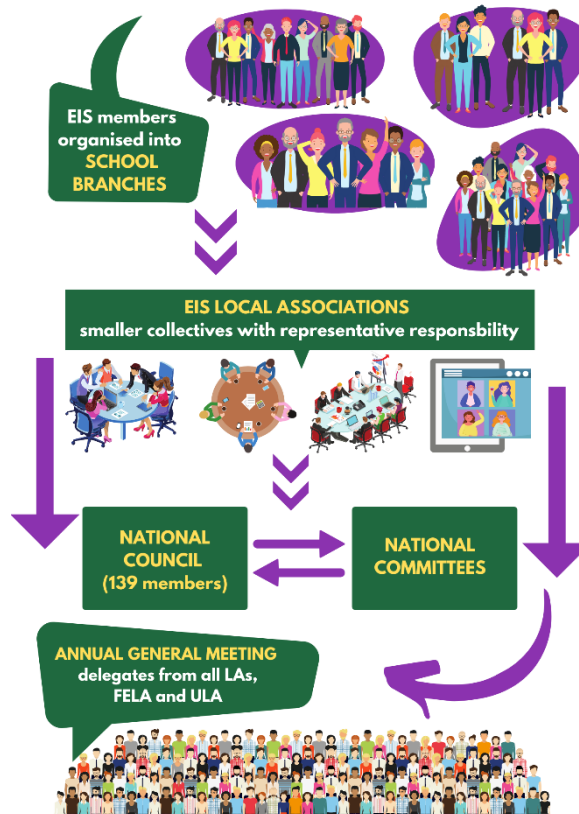 EIS members
organised into
SCHOOL
BRANCHES
EIS LOCAL ASSOCIATIONS
smaller collectives with representative responsbility
NATIONAL
COUNCIL
(139 members)
NATIONAL
COMMITTEES
ANNUAL GENERAL MEETING
delegates from all LAs,
FELA and ULA